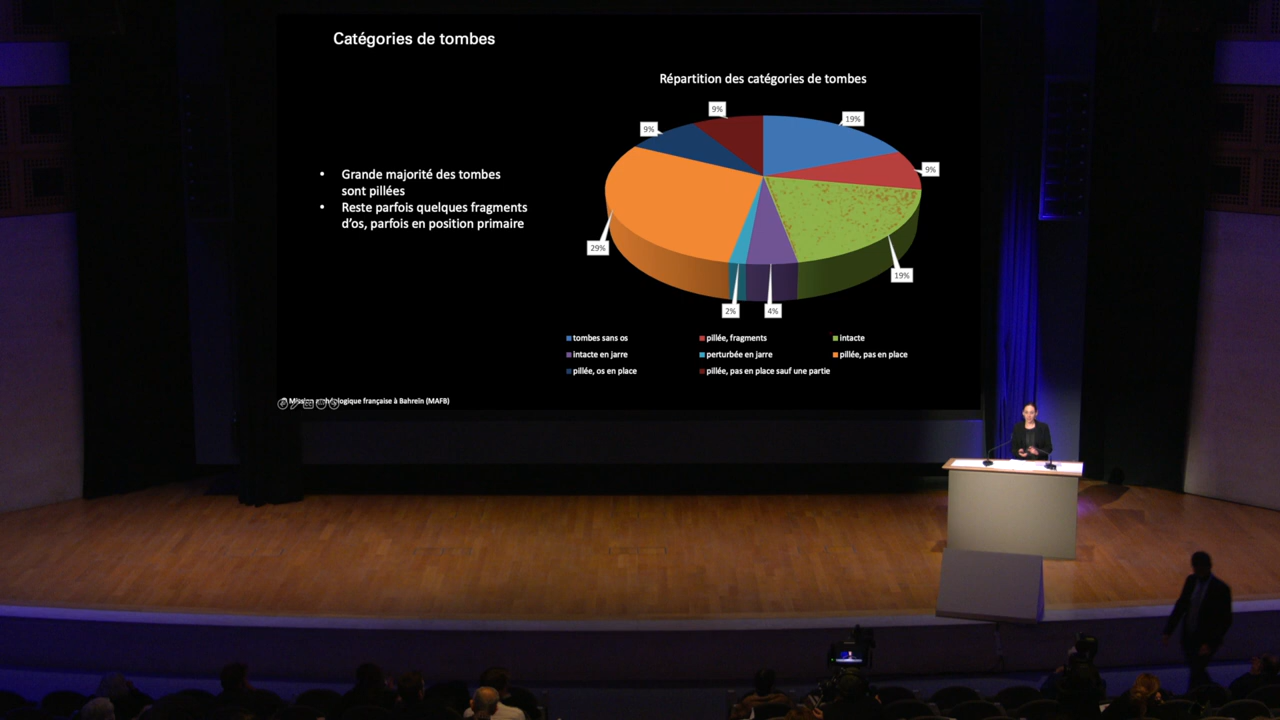 Catégories de tombes
Répartition des catégories de tombes
9%
19%
9%
9%
29%
19%
2%
4%
• Grande majorité des tombes
sont pillées
• Reste parfois quelques fragments
d'os, parfois en position primaire
tombes sans os
pillée, fragments
intacte
intacte en jarre
perturbée en jarre
pillée, pas en place
pillée, os en place
pillée, pas en place sauf une partie
française à Bahreïn (MAFB)